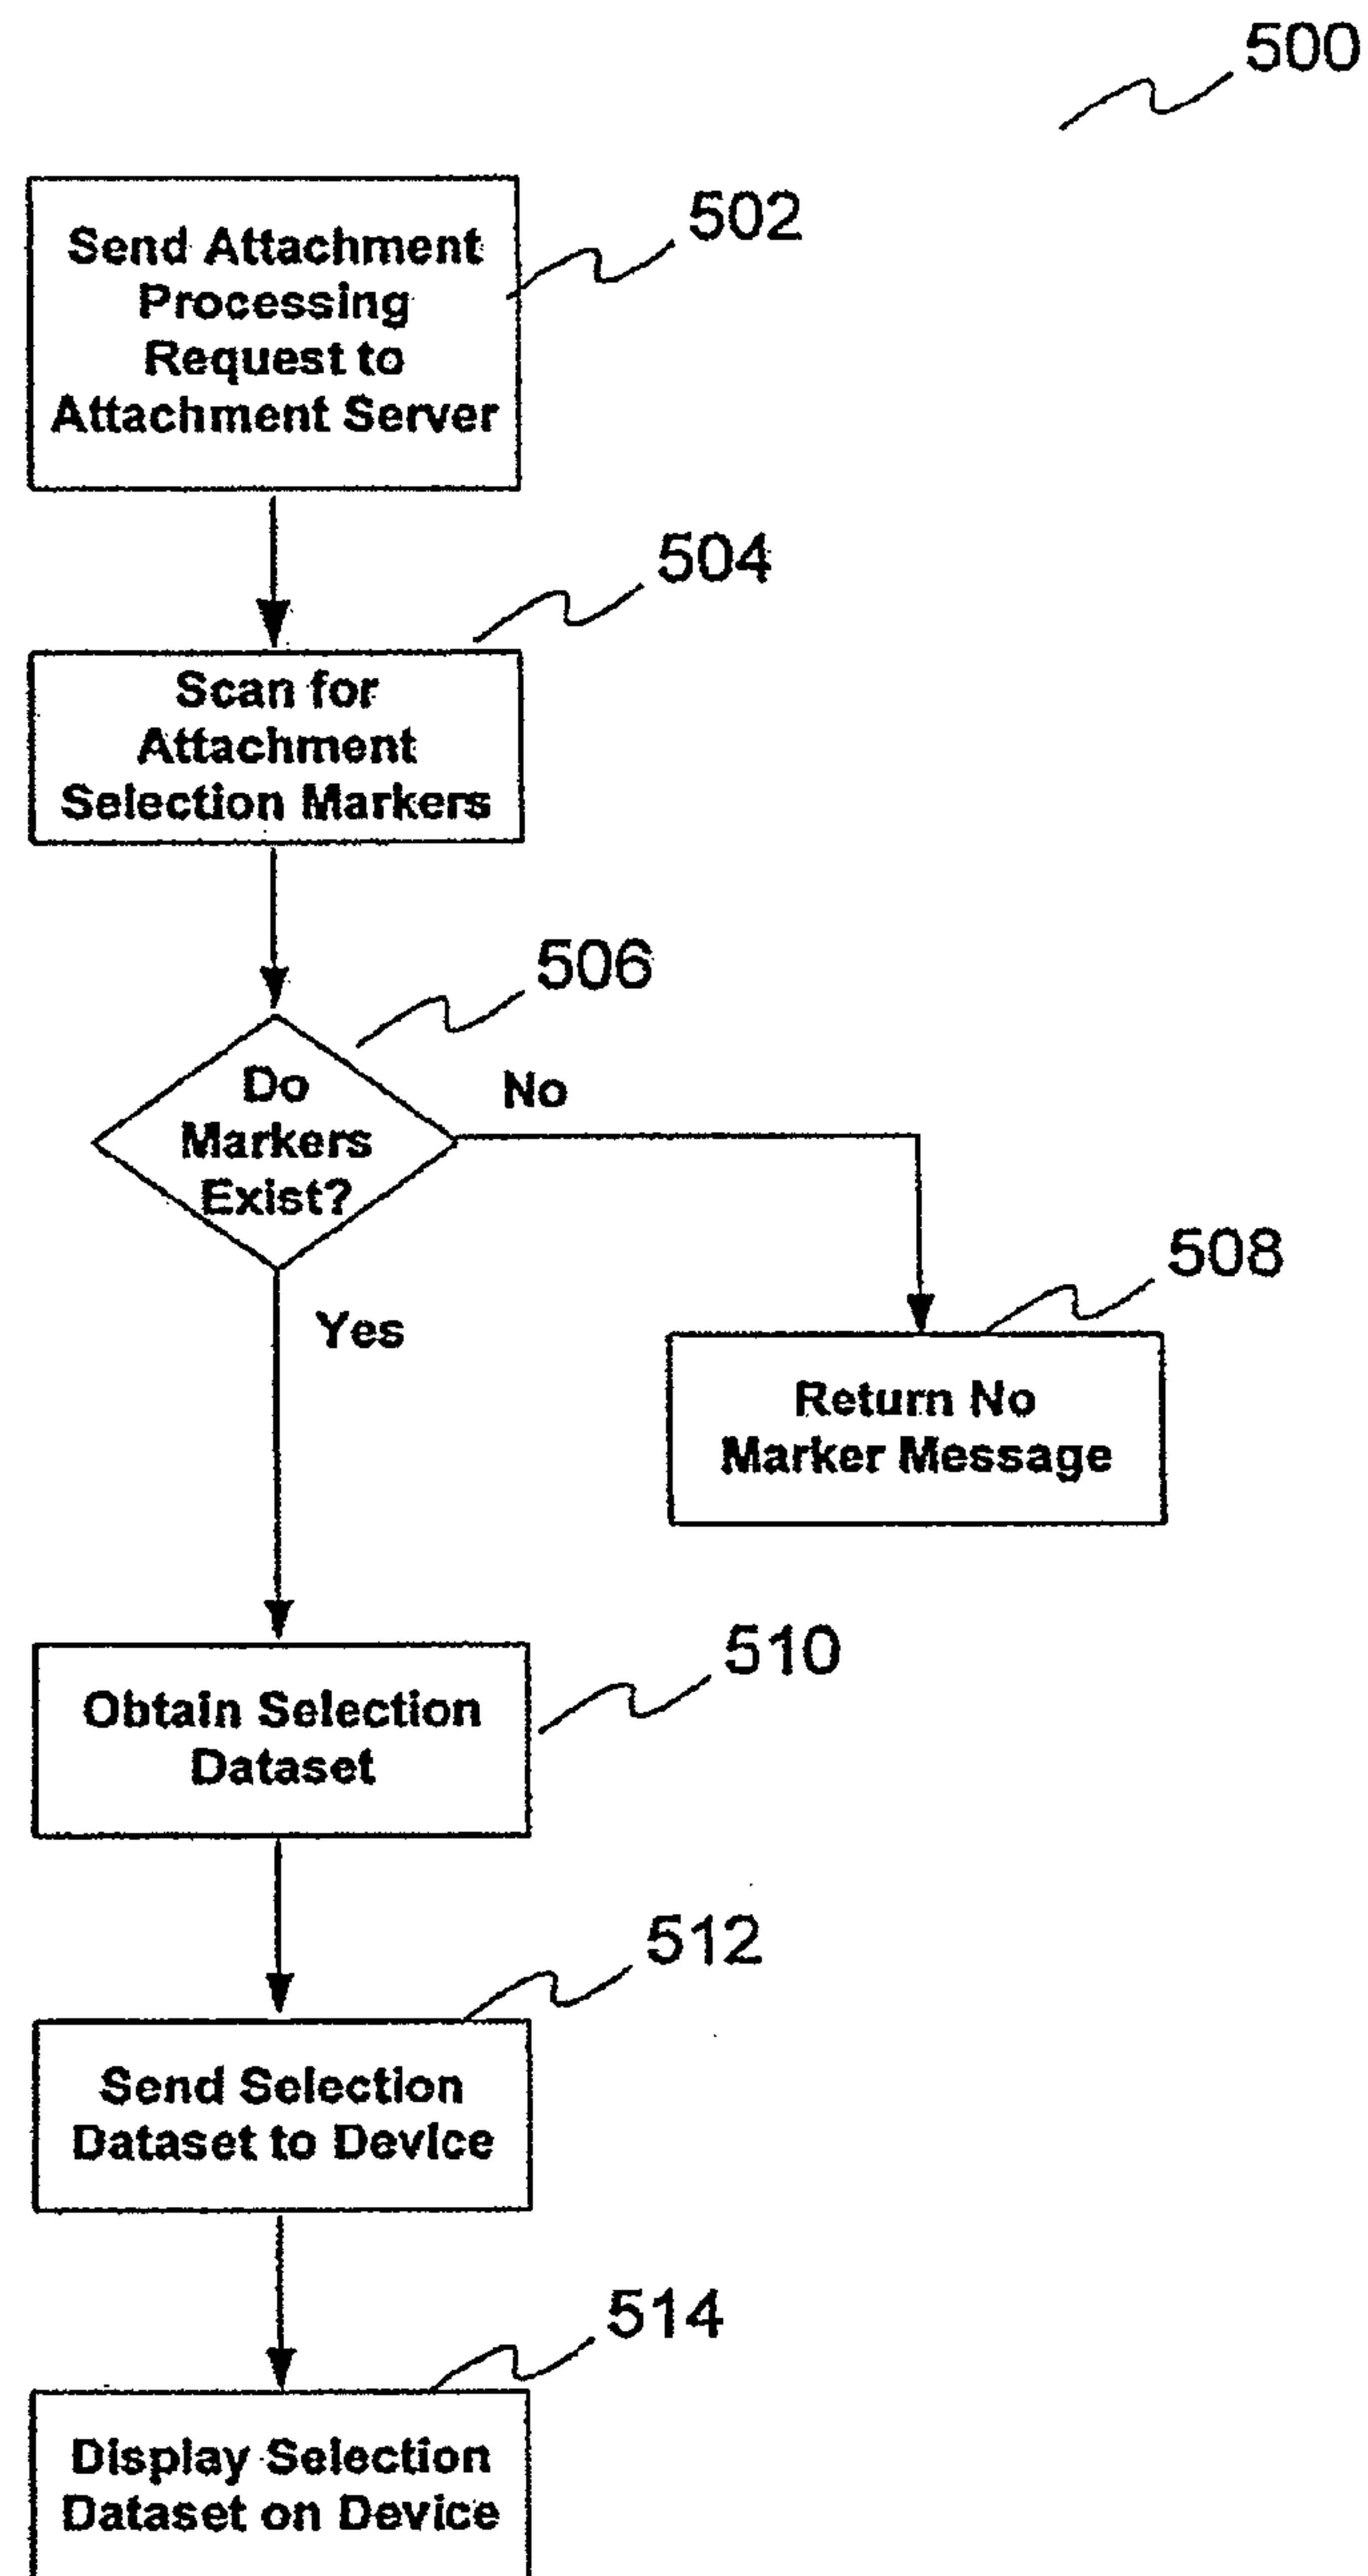 500
502
Send Attachment
Processing
Request to
Attachment Server
504
Scan for
Attachment
Selection Markers
506
Do
Markers
Exist?
No
Yes
508
Return No
Marker Message
510
Obtain Selection
Dataset
512
Send Selection
Dataset to Device
514
Display Selection
Dataset on Device